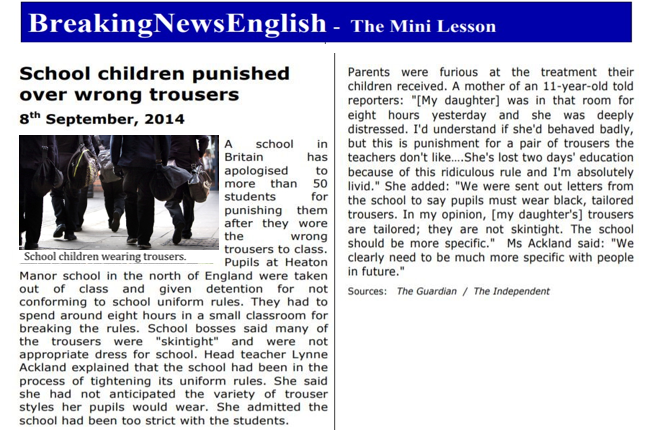 BreakingNewsEnglish - The Mini Lesson
School children punished
over wrong trousers
8th September, 2014
A school in
Britain has
apologised to
more than 50
students for
punishing them
after they wore
the wrong
trousers to class.
School children wearing trousers.
Pupils at Heaton
Manor school in the north of England were taken
out of class and given detention for not
conforming to school uniform rules. They had to
spend around eight hours in a small classroom for
breaking the rules. School bosses said many of
the trousers were "skintight" and were not
appropriate dress for school. Head teacher Lynne
Ackland explained that the school had been in the
process of tightening its uniform rules. She said
she had not anticipated the variety of trouser
styles her pupils would wear. She admitted the
school had been too strict with the students.
Parents were furious at the treatment their
children received. A mother of an 11-year-old told
reporters: "[My daughter] was in that room for
eight hours yesterday and she was deeply
distressed. I'd understand if she'd behaved badly,
but this is punishment for a pair of trousers the
teachers don't like....She's lost two days' education
because of this ridiculous rule and I'm absolutely
livid." She added: "We were sent out letters from
the school to say pupils must wear black, tailored
trousers. In my opinion, [my daughter's] trousers
are tailored; they are not skintight. The school
should be more specific." Ms Ackland said: "We
clearly need to be much more specific with people
in future."
Sources: The Guardian / The Independent